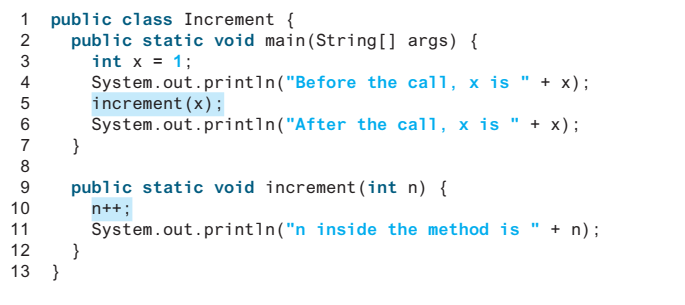 1 public class Increment {
2 public static void main(String[] args) {
3 int x = 1;
4 System.out.println("Before the call, x is " + x);
5 increment(x);
6 System.out.println("After the call, x is " + x);
7 }
8
9 public static void increment(int n) {
10 n++;
11 System.out.println("n inside the method is " + n);
12 }
13 }